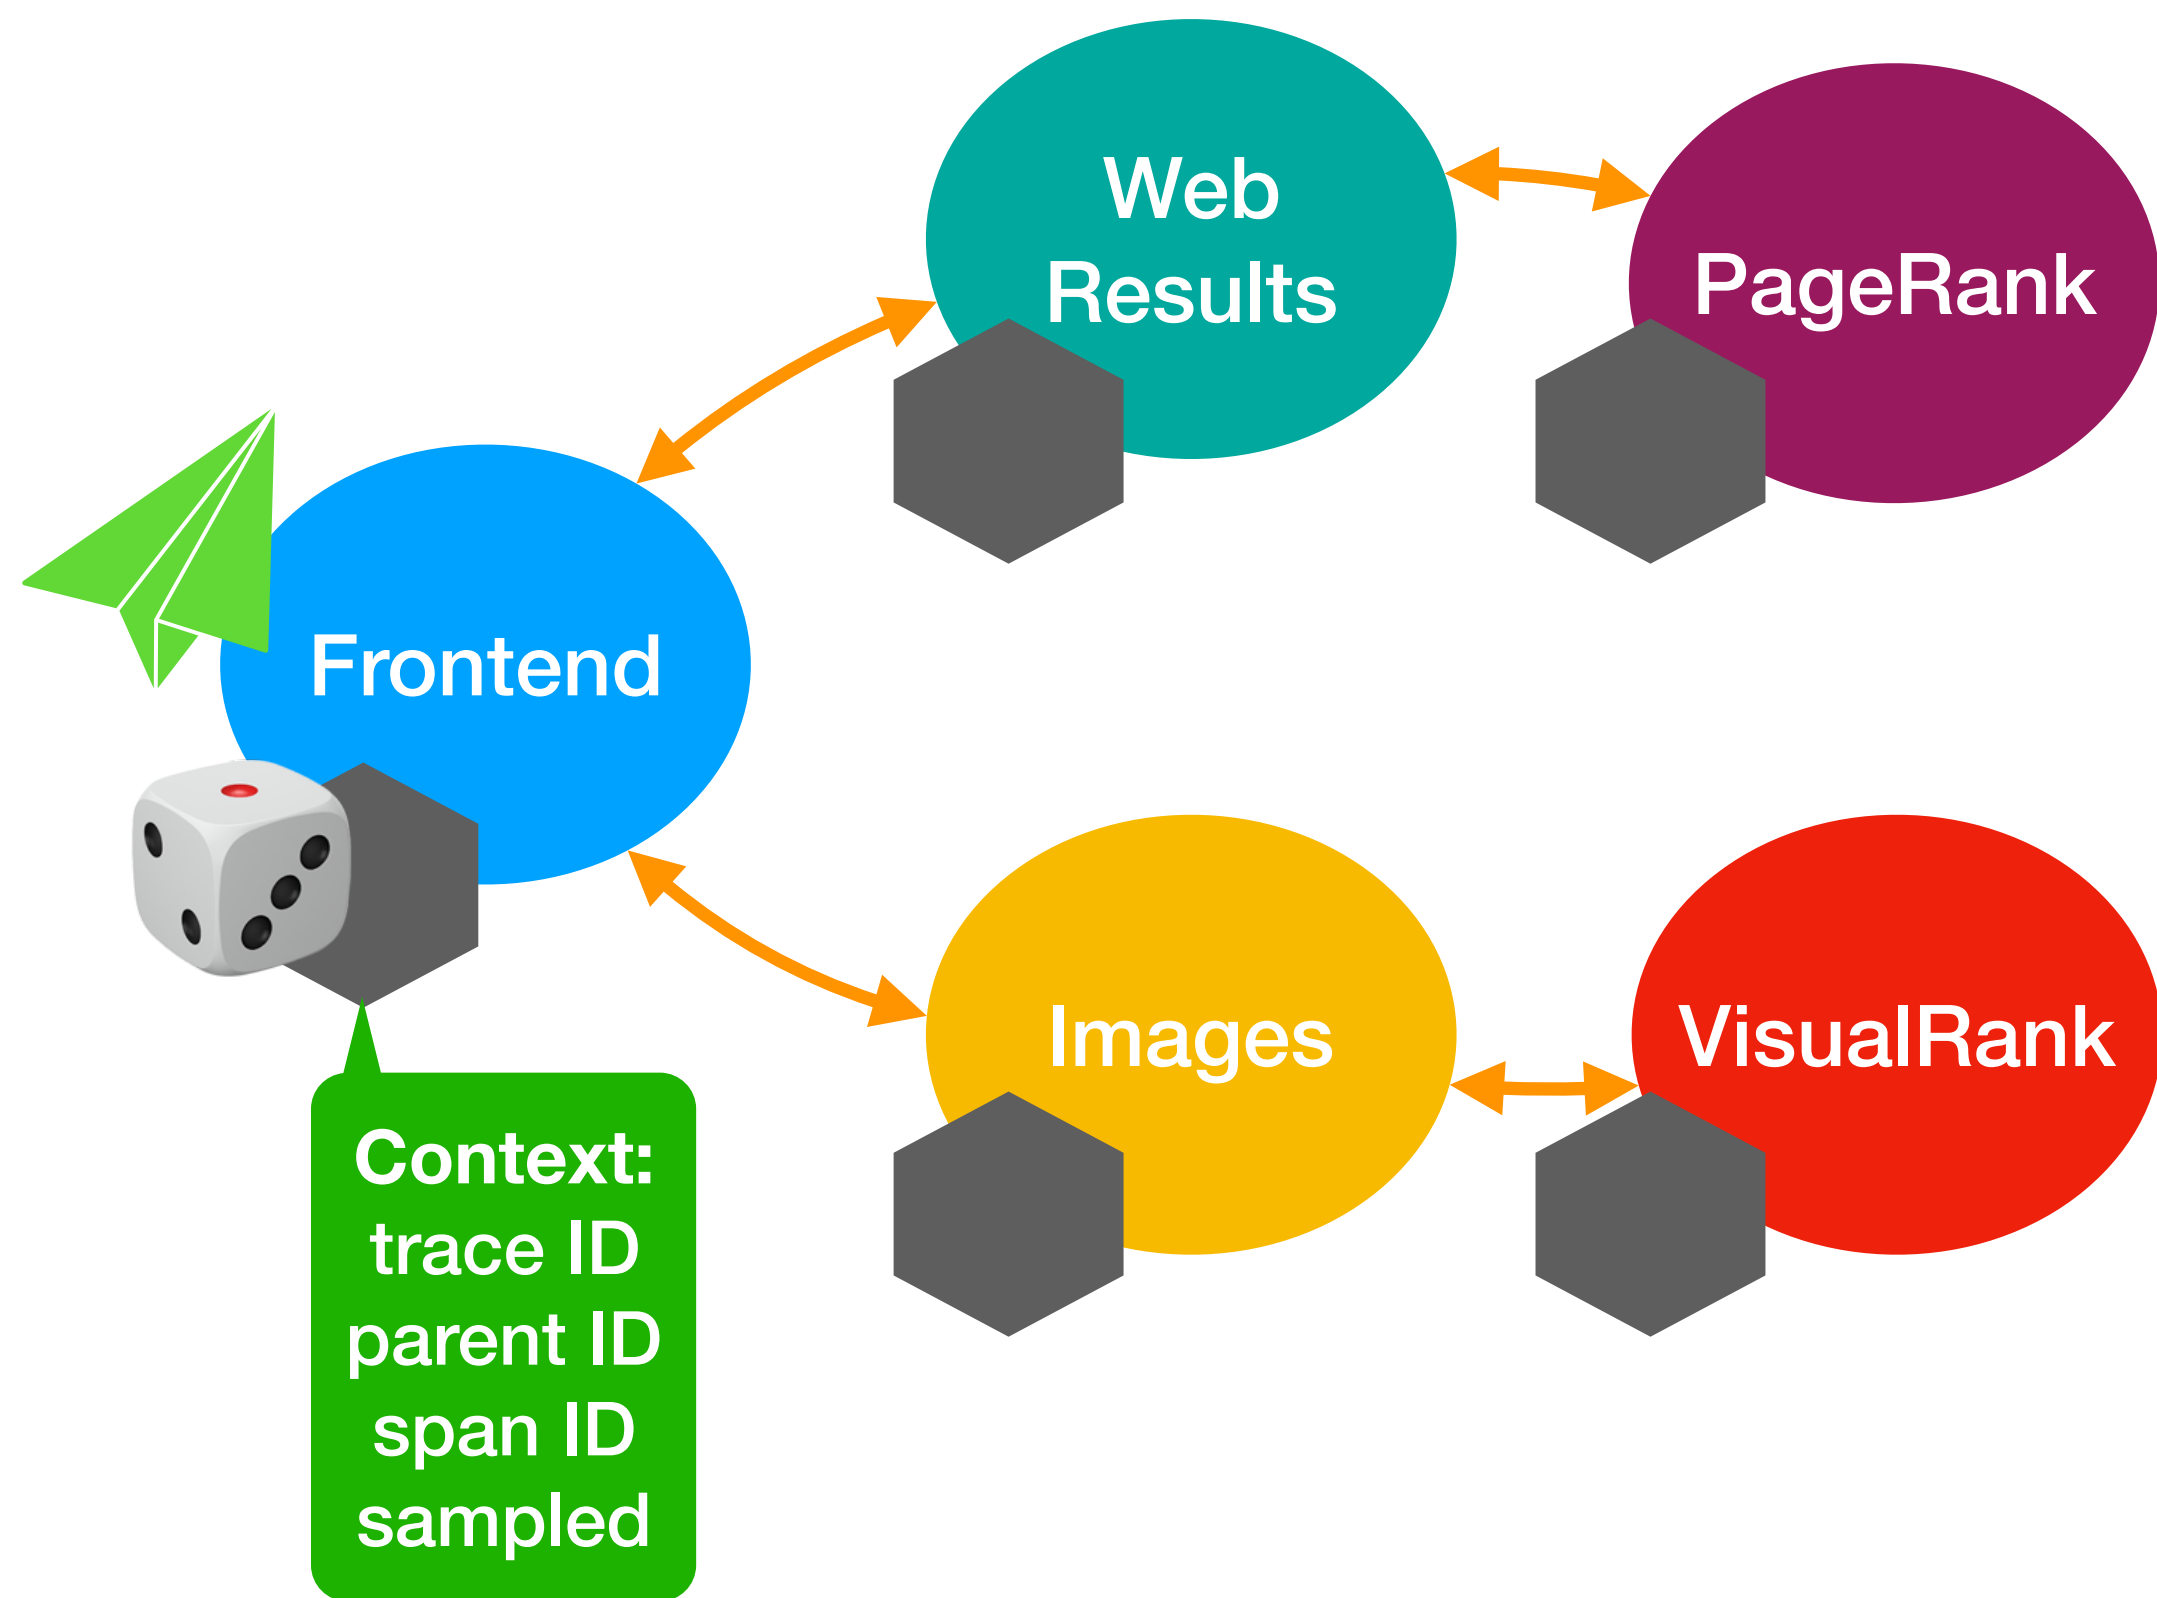 Web
Results
PageRank
Frontend
Images
VisualRank
Context:
trace ID
parent ID
span ID
sampled